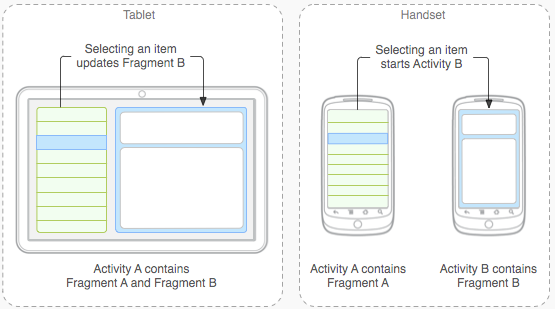 Tablet
Selecting an item
updates Fragment B
Activity A contains
Fragment A and Fragment B
Handset
Selecting an item
starts Activity B
Activity A contains
Fragment A
Activity B contains
Fragment B